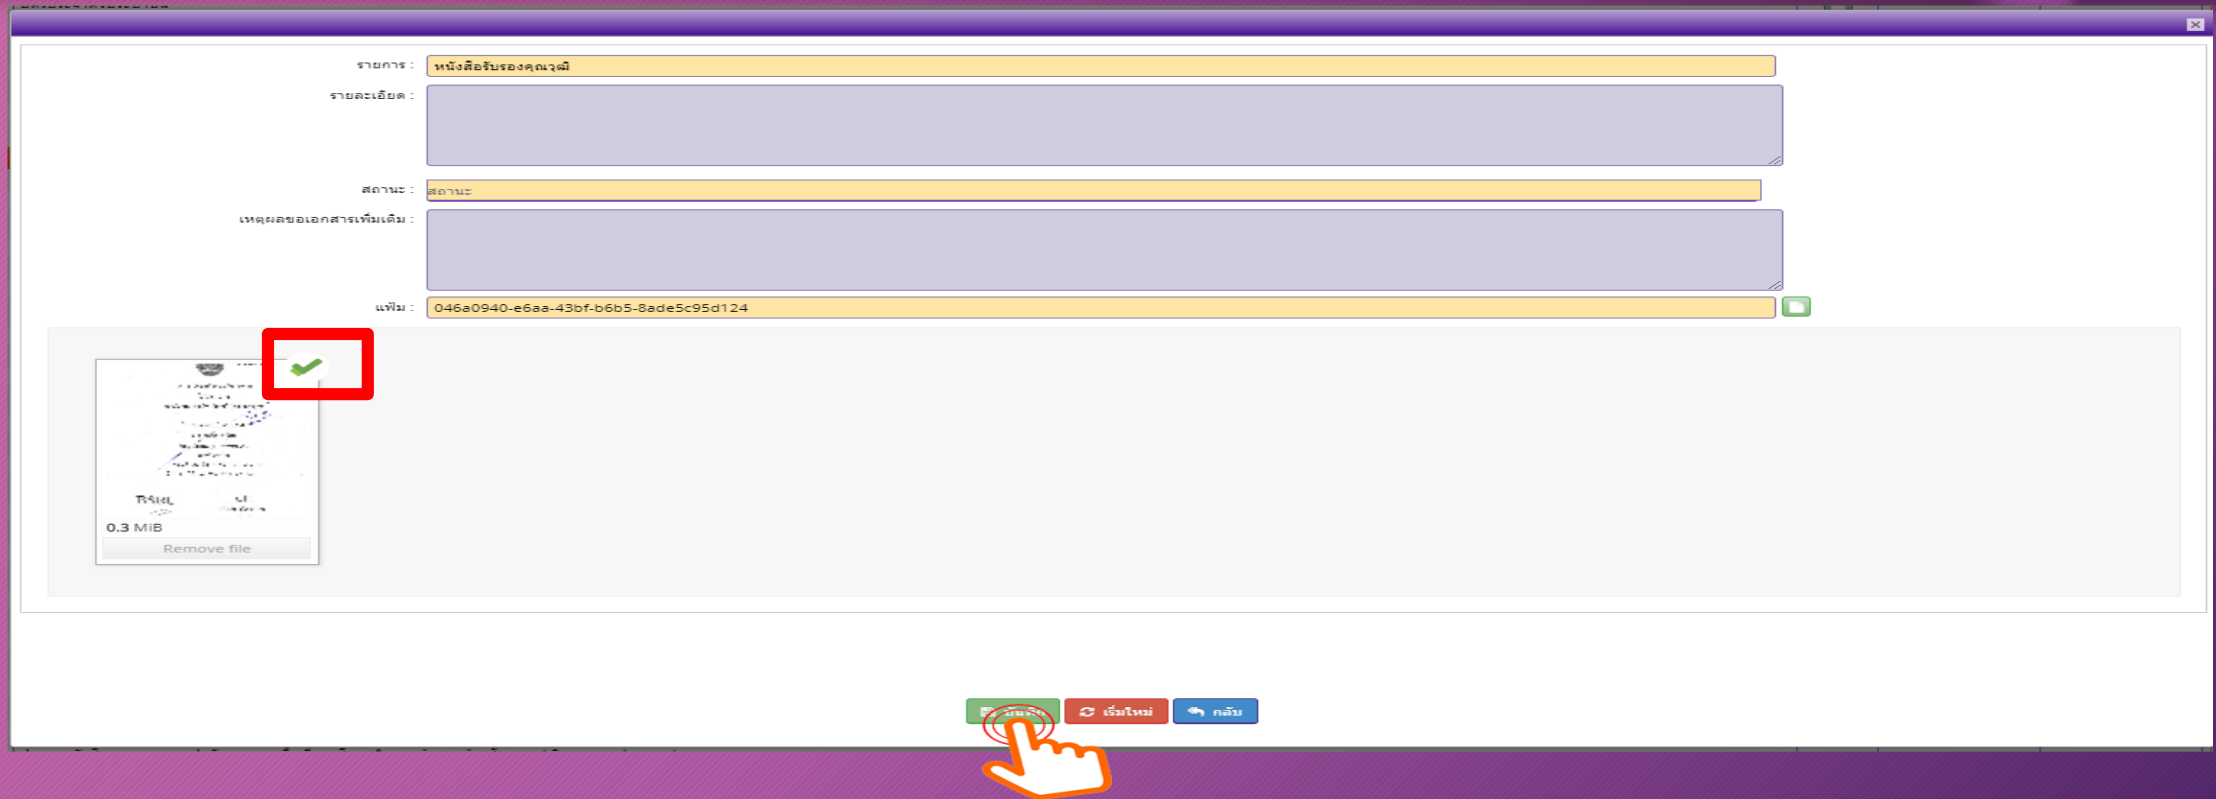 รายการ : หนังสือรับรองคุณวุฒิ
รายละเอียด :
สถานะ : สถานะ
เหตุผลขอเอกสารเพิ่มเติม :
แฟ้ม : 046a0940-e6aa-43bf-b6b5-8ade5c95d124
0.3 MiB
Remove file
บันทึก เริ่มใหม่ กลับ